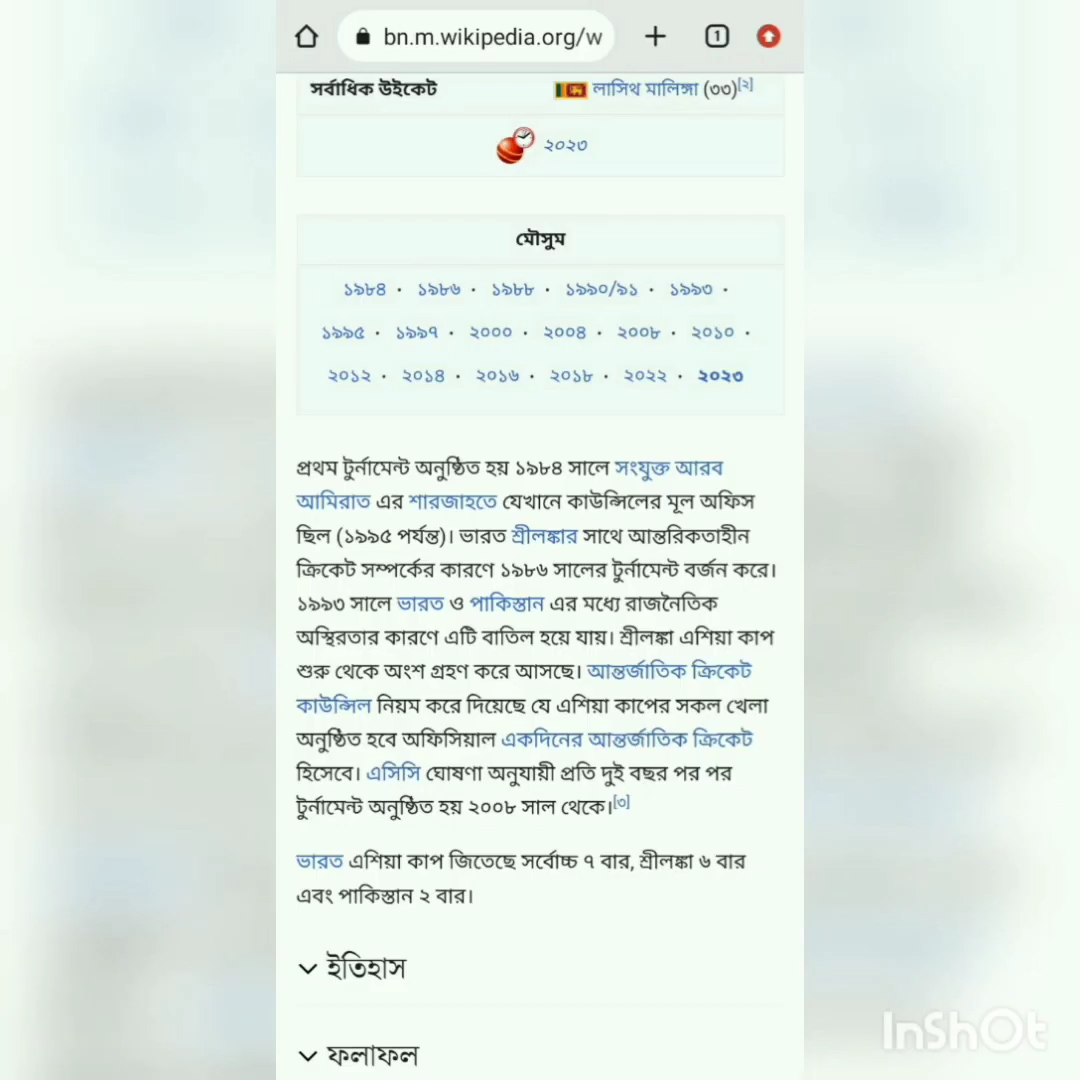 bn.m.wikipedia.org/w
1
সর্বাধিক উইকেট লাসিথ মালিঙ্গা (৩৩)[২]
২০২৩
মৌসুম
১৯৮৪ · ১৯৮৬ · ১৯৮৮ · ১৯৯০/৯১ · ১৯৯৩ ·
১৯৯৫ · ১৯৯৭ · ২০০০ · ২০০৪ · ২০০৮ · ২০১০ ·
২০১২ · ২০১৪ · ২০১৬ · ২০১৮ · ২০২২ · ২০২৩
প্রথম টুর্নামেন্ট অনুষ্ঠিত হয় ১৯৮৪ সালে সংযুক্ত আরব
আমিরাত এর শারজাহতে যেখানে কাউন্সিলের মূল অফিস
ছিল (১৯৯৫ পর্যন্ত)। ভারত শ্রীলঙ্কার সাথে আন্তরিকতাহীন
ক্রিকেট সম্পর্কের কারণে ১৯৮৬ সালের টুর্নামেন্ট বর্জন করে।
১৯৯৩ সালে ভারত ও পাকিস্তান এর মধ্যে রাজনৈতিক
অস্থিরতার কারণে এটি বাতিল হয়ে যায়। শ্রীলঙ্কা এশিয়া কাপ
শুরু থেকে অংশ গ্রহণ করে আসছে। আন্তর্জাতিক ক্রিকেট
কাউন্সিল নিয়ম করে দিয়েছে যে এশিয়া কাপের সকল খেলা
অনুষ্ঠিত হবে অফিসিয়াল একদিনের আন্তর্জাতিক ক্রিকেট
হিসেবে। এসিসি ঘোষণা অনুযায়ী প্রতি দুই বছর পর পর
টুর্নামেন্ট অনুষ্ঠিত হয় ২০০৮ সাল থেকে।[৩]
ভারত এশিয়া কাপ জিতেছে সর্বোচ্চ ৭ বার, শ্রীলঙ্কা ৬ বার
এবং পাকিস্তান ২ বার।
ইতিহাস
ফলাফল
InShOt